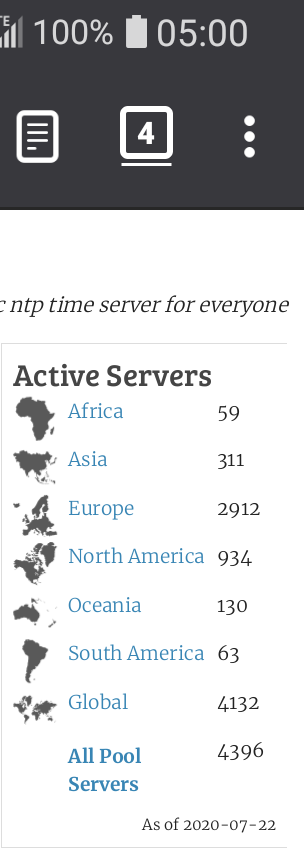 100% 05:00
4
ntp time server for everyone
Active Servers
Africa 59
Asia 311
Europe 2912
North America 934
Oceania 130
South America 63
Global 4132
All Pool 4396
Servers
As of 2020-07-22